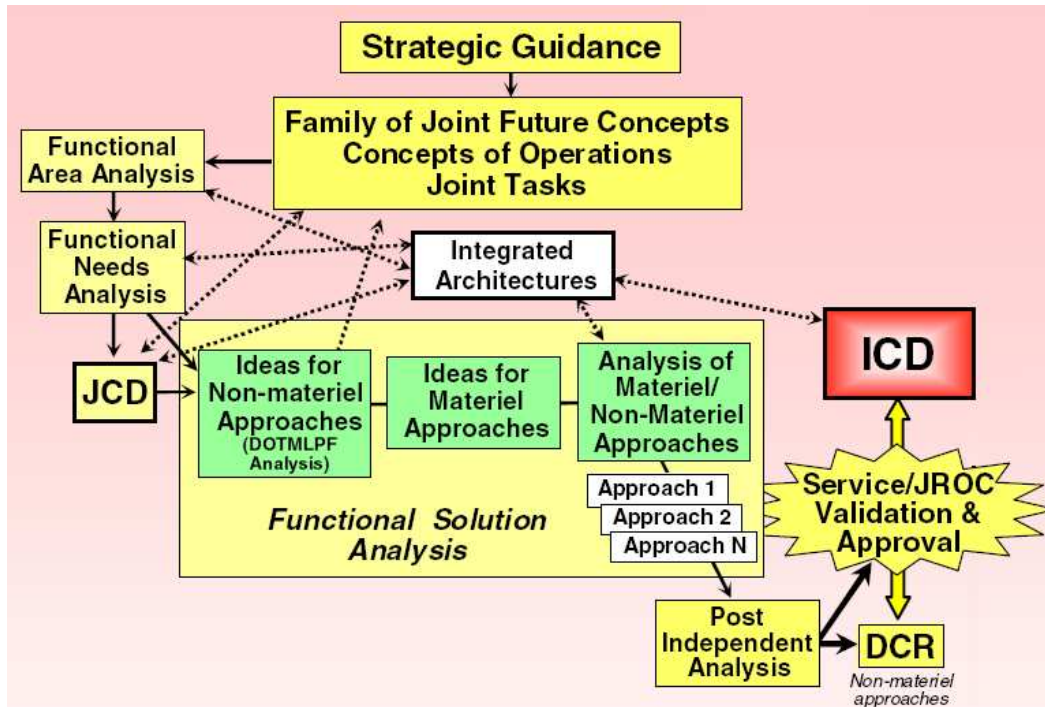 Strategic Guidance
Family of Joint Future Concepts
Concepts of Operations
Joint Tasks
Functional
Area Analysis
Functional
Needs
Analysis
Integrated
Architectures
ICD
JCD
Ideas for
Non-materiel
Approaches
(DOTMLPF
Analysis)
Ideas for
Materiel
Approaches
Analysis of
Materiel/
Non-Materiel
Approaches
Approach 1
Approach 2
Approach N
Functional Solution
Analysis
Service/JROC
Validation &
Approval
Post
Independent
Analysis
DCR
Non-materiel
approaches